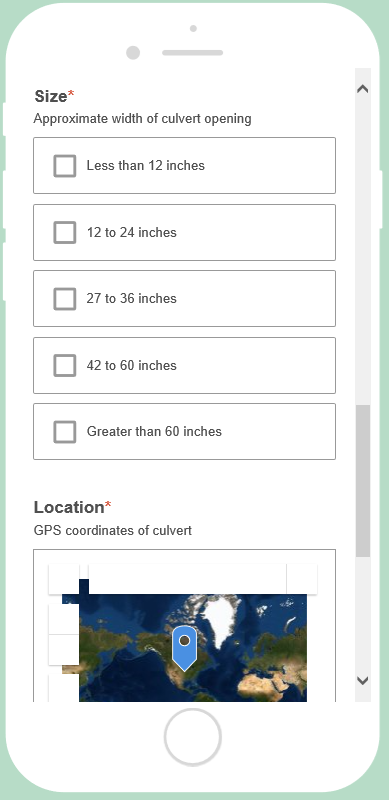 Size*
Approximate width of culvert opening
Less than 12 inches
12 to 24 inches
27 to 36 inches
42 to 60 inches
Greater than 60 inches
Location*
GPS coordinates of culvert